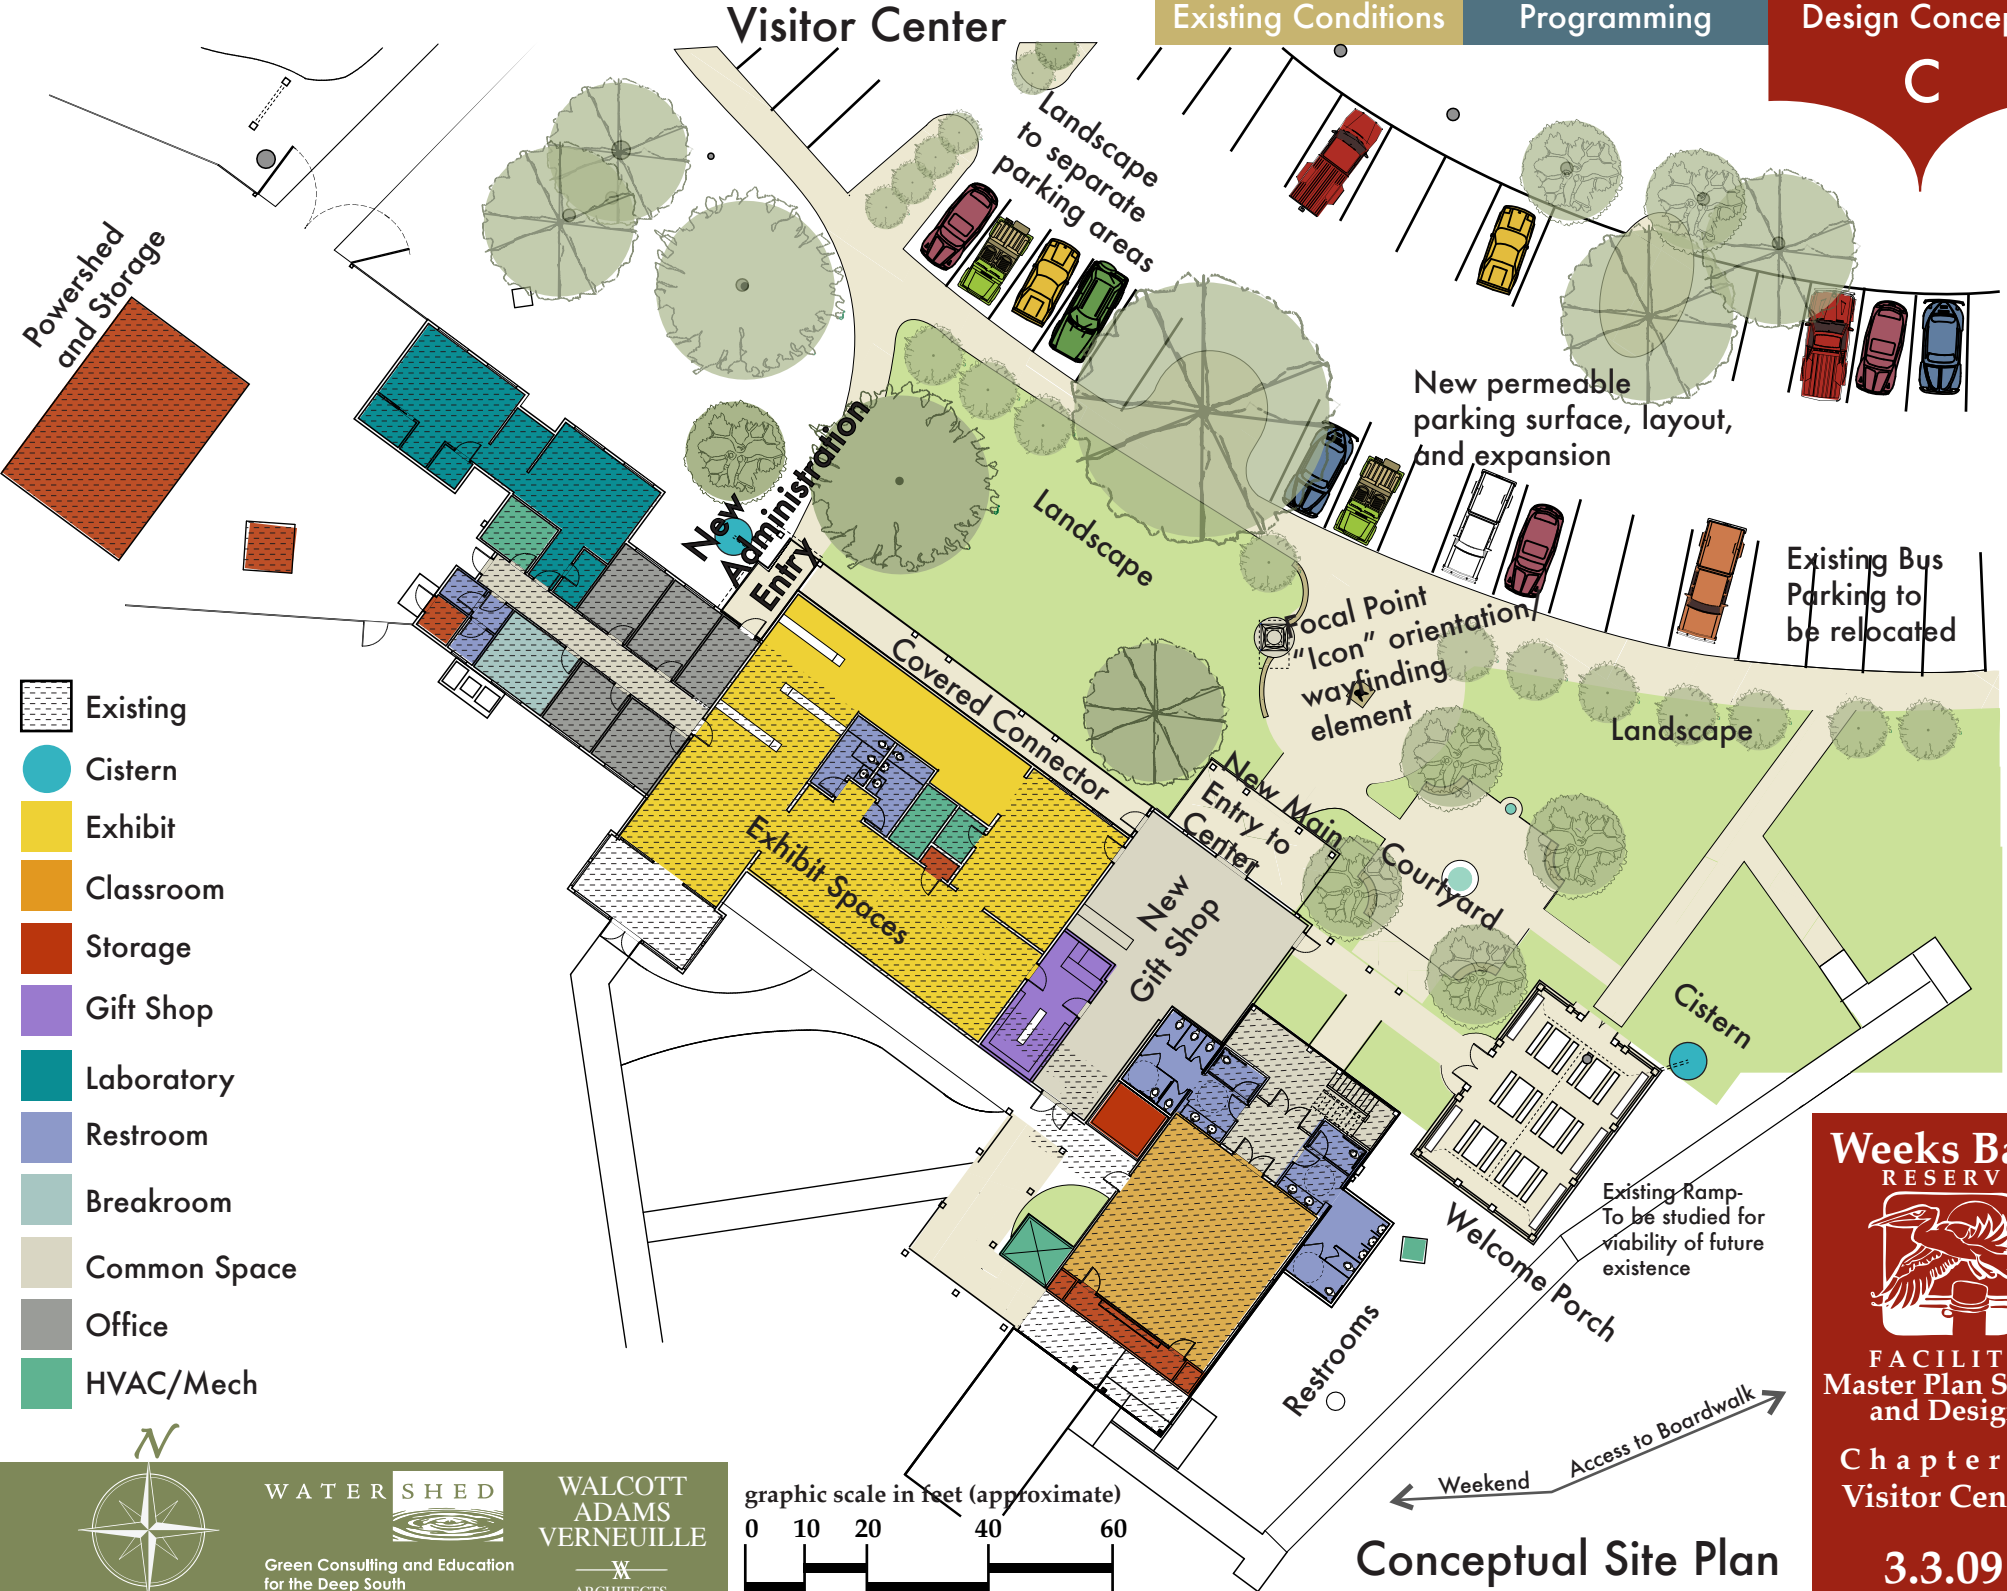 Visitor Center
Existing Conditions
Programming
Design
C
Landscape
to separate
parking areas
Powershed
and Storage
New permeable
parking surface, layout,
and expansion
New
Administration
Entry
Landscape
Existing Bus
Parking to
be relocated
Focal Point
"Icon" orientation,
wayfinding
element
Covered Connector
Landscape
New Main
Entry to
Center
Courtyard
Exhibit Spaces
New
Gift Shop
Cistern
Existing
Cistern
Exhibit
Classroom
Storage
Gift Shop
Laboratory
Restroom
Breakroom
Common Space
Office
HVAC/Mech
Welcome Porch
Existing Ramp-
To be studied for
viability of future
existence
Restrooms
Weekend
Access to Boardwalk
Weeks
Master Plan
and
Chapter
Visitor
3.3.09
N
WATERSHED
Green Consulting and Education
for the Deep South
WALCOTT
ADAMS
VERNEUILLE
ARCHITECTS
graphic scale in feet (approximate)
0 10 20 40 60
Conceptual Site Plan